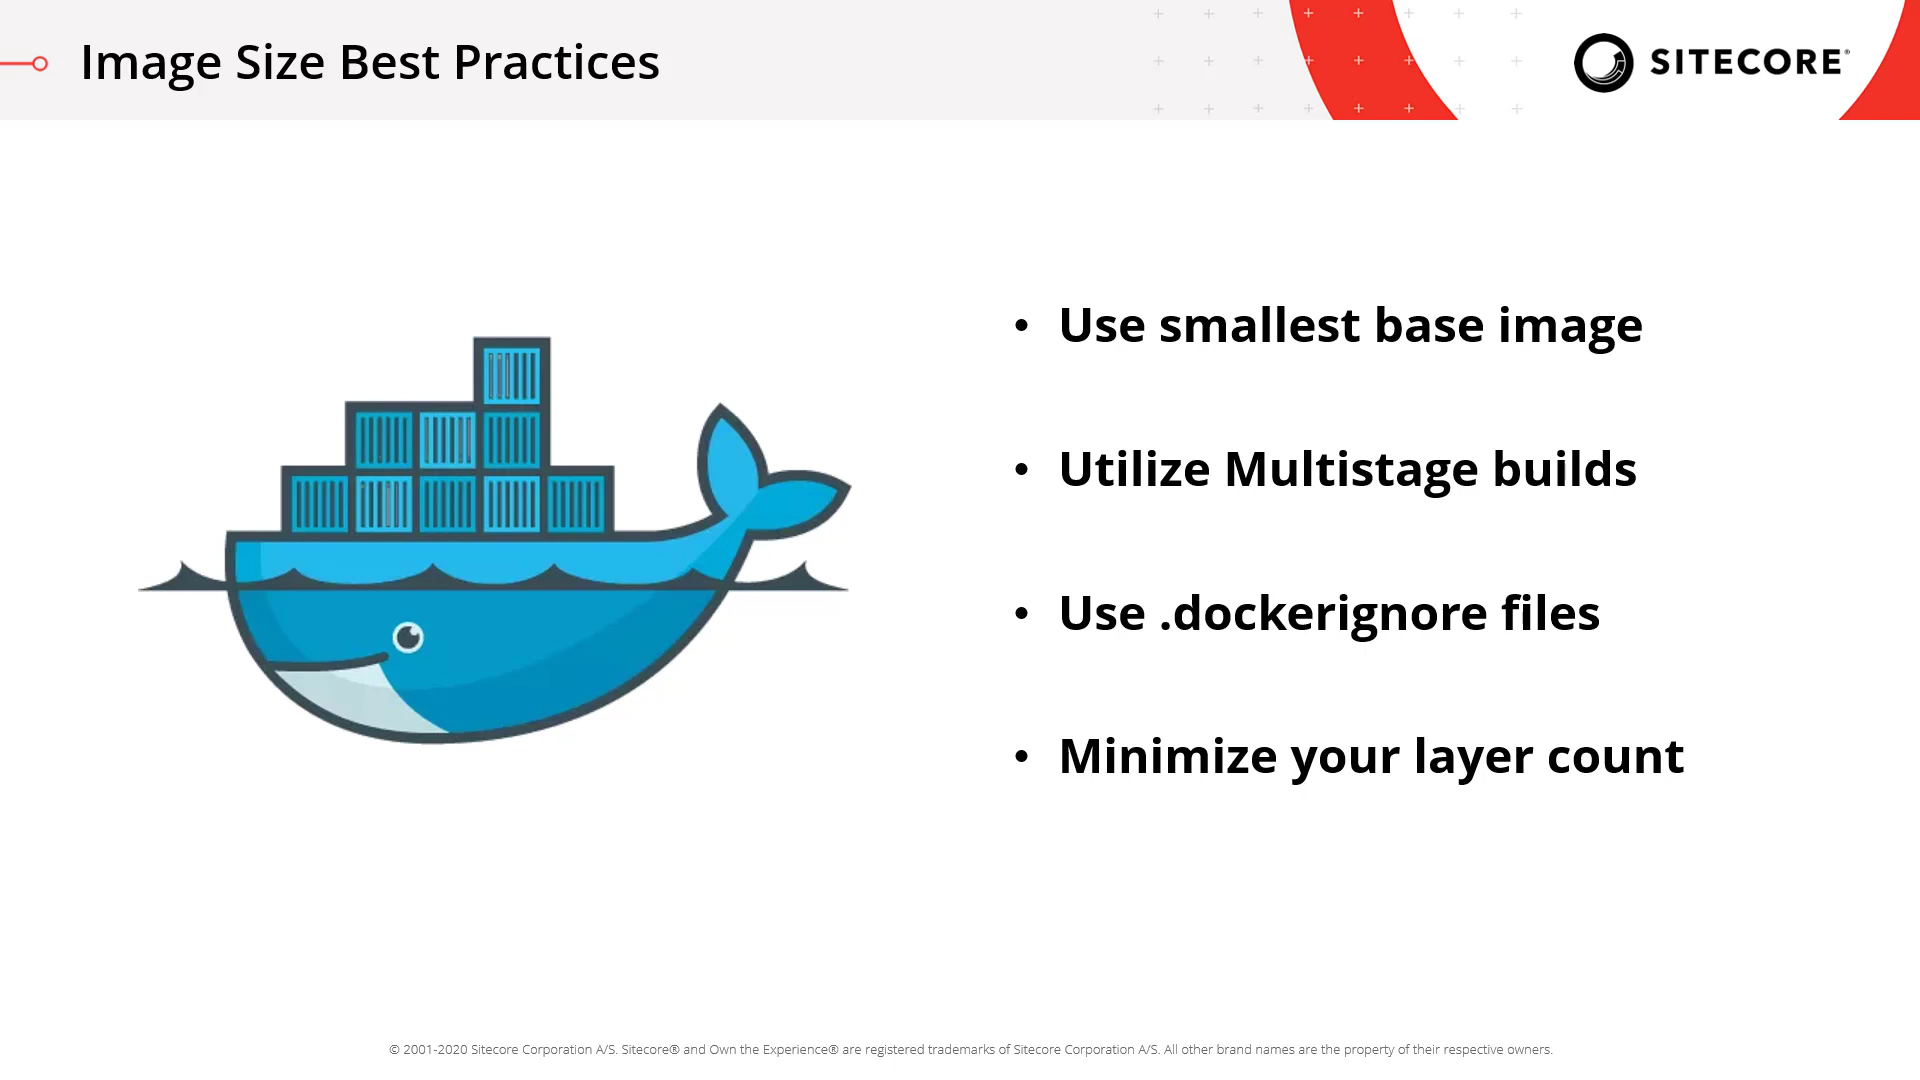 Image Size Best Practices
SITECORE®
• Use smallest base image
• Utilize Multistage builds
• Use .dockerignore files
• Minimize your layer count
© 2001-2020 Sitecore Corporation A/S. Sitecore® and Own the Experience® are registered trademarks of Sitecore Corporation A/S. All other brand names are the property of their respective owners.